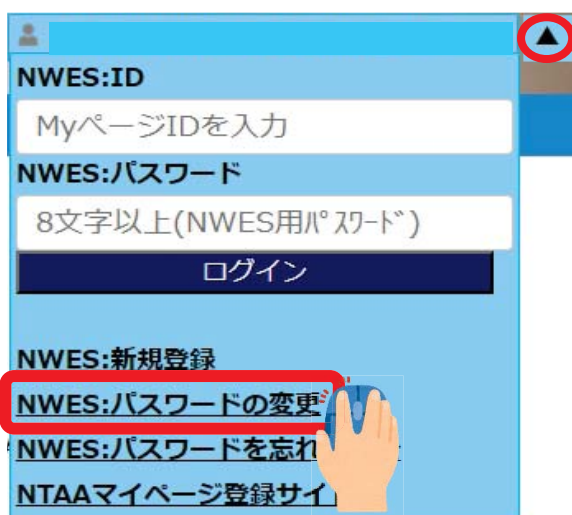 ▲
NWES:ID
MyページIDを入力
NWES:パスワード
8文字以上(NWES用ﾊﾟｽﾜｰﾄﾞ)
ログイン
NWES:新規登録
NWES:パスワードの変更
NWES:パスワードを忘れ
NTAAマイページ登録サイ